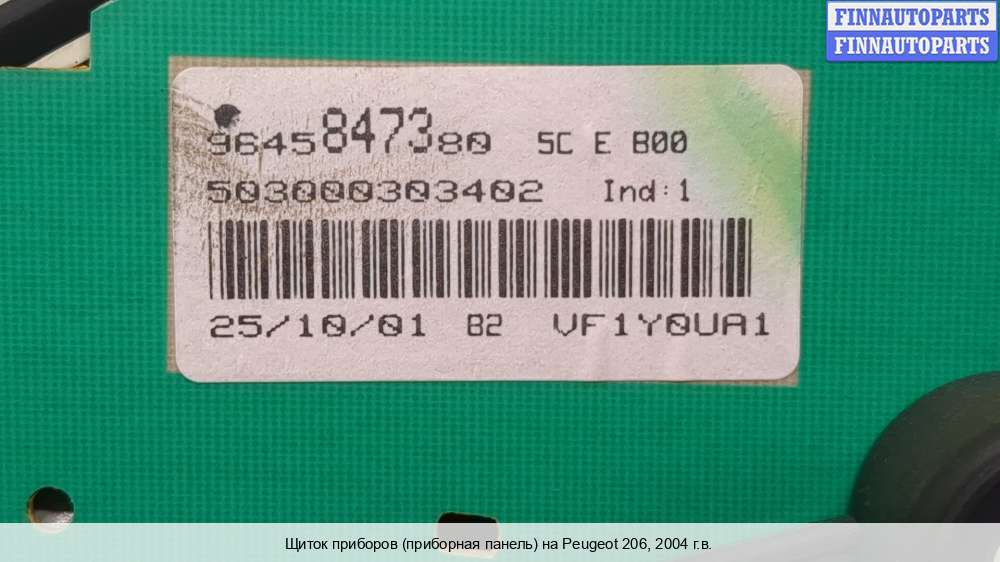 FINNAUTOPARTS
FINNAUTOPARTS
9645847380 SC E B00
503000303402 Ind:1
25/10/01 B2 VF1Y0UA1
Щиток приборов (приборная панель) на Peugeot 206, 2004 г.в.